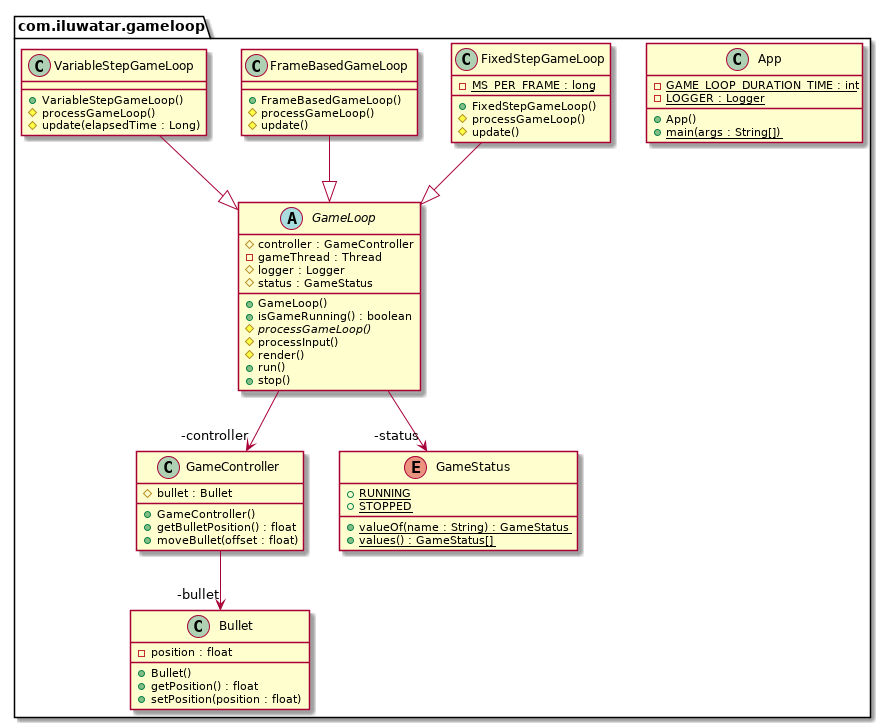 com.iluwatar.gameloop
C VariableStepGameLoop
VariableStepGameLoop()
processGameLoop()
update(elapsedTime : Long)
C FrameBasedGameLoop
FrameBasedGameLoop()
processGameLoop()
update()
C FixedStepGameLoop
MS_PER_FRAME : long
FixedStepGameLoop()
processGameLoop()
update()
C App
GAME_LOOP_DURATION_TIME : int
LOGGER : Logger
App()
main(args : String[])
A GameLoop
controller : GameController
gameThread : Thread
logger : Logger
status : GameStatus
GameLoop()
isGameRunning() : boolean
processGameLoop()
processInput()
render()
run()
stop()
-controller
-status
C GameController
bullet : Bullet
GameController()
getBulletPosition() : float
moveBullet(offset : float)
E GameStatus
RUNNING
STOPPED
valueOf(name : String) : GameStatus
values() : GameStatus[]
-bullet
C Bullet
position : float
Bullet()
getPosition() : float
setPosition(position : float)